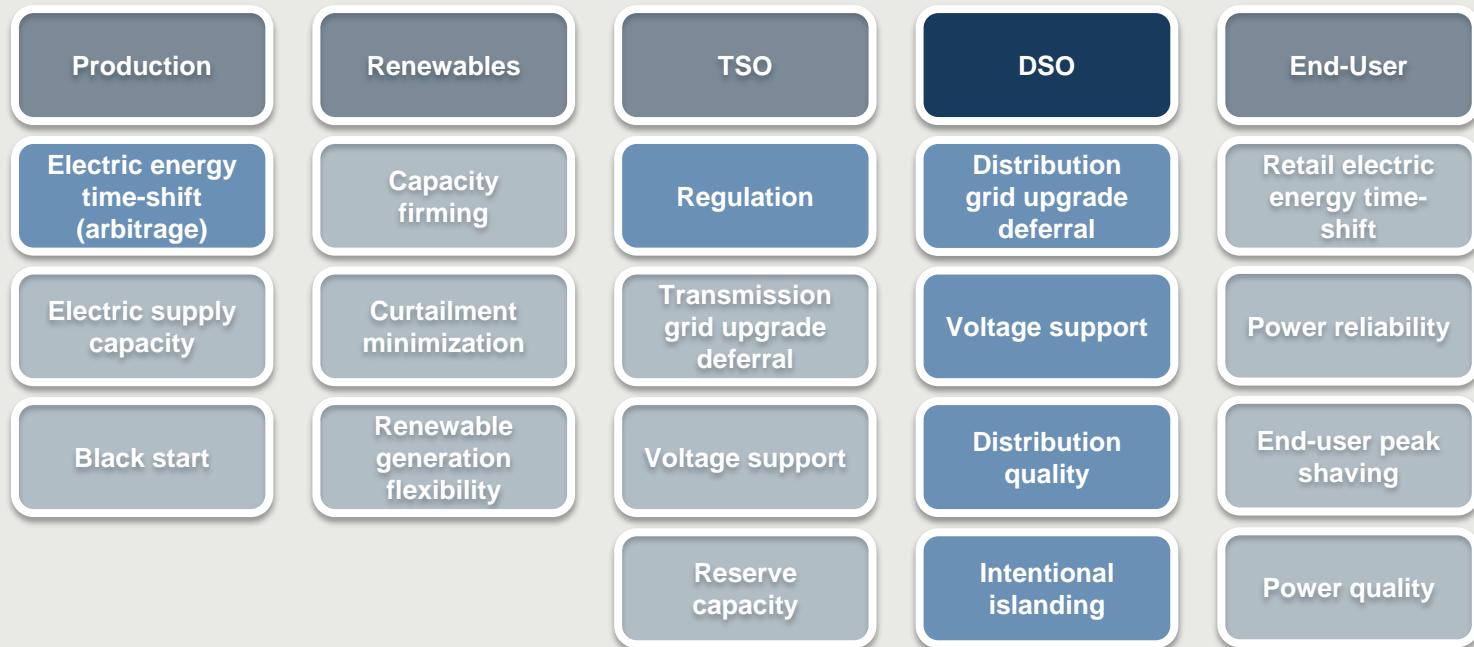 Production
Renewables
TSO
DSO
End-User
Electric energy
time-shift
(arbitrage)
Capacity
firming
Regulation
Distribution
grid upgrade
deferral
Retail electric
energy time-
shift
Electric supply
capacity
Curtailment
minimization
Transmission
grid upgrade
deferral
Voltage support
Power reliability
Black start
Renewable
generation
flexibility
Voltage support
Distribution
quality
End-user peak
shaving
Reserve
capacity
Intentional
islanding
Power quality